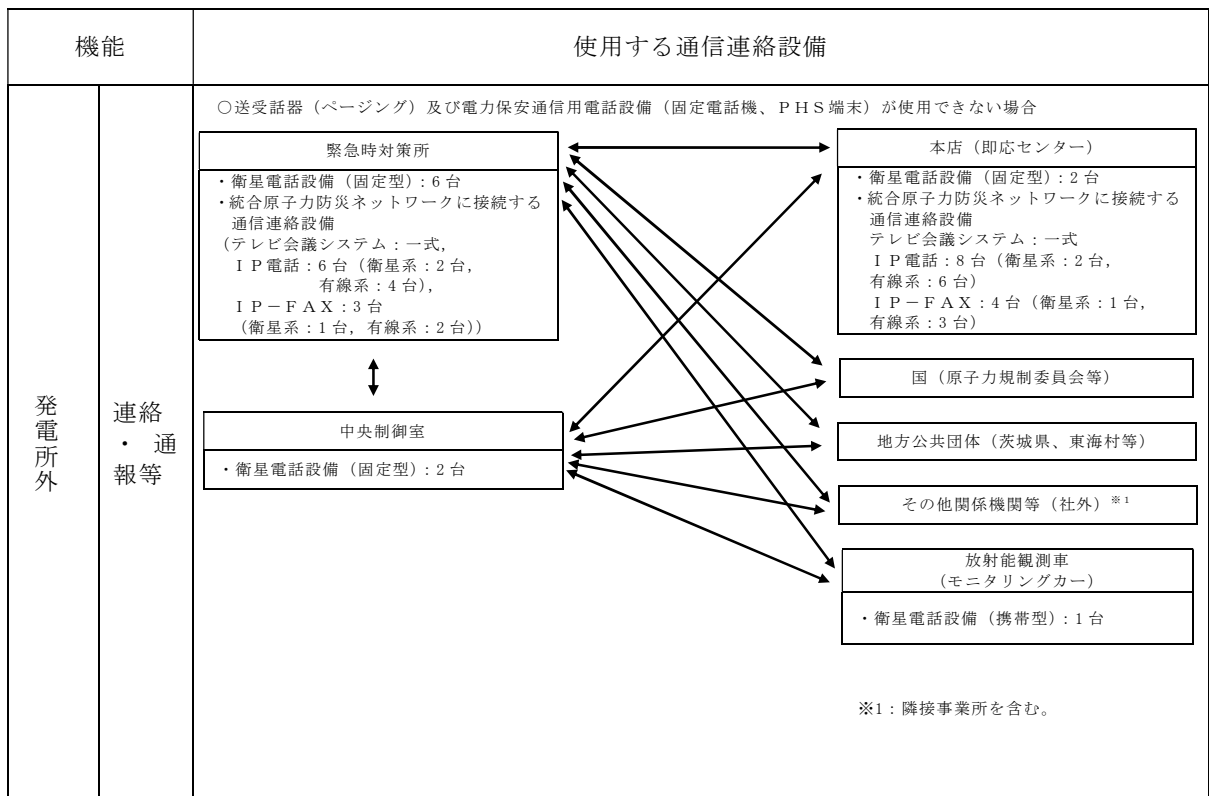 機能
使用する通信連絡設備
発電所外
連絡
・ 通
報等
○送受話器（ページング）及び電力保安通信用電話設備（固定電話機、ＰＨＳ端末）が使用できない場合
緊急時対策所
・衛星電話設備（固定型）：6台
・統合原子力防災ネットワークに接続する
通信連絡設備
（テレビ会議システム：一式，
ＩＰ電話：6台（衛星系：2台，
有線系：4台），
ＩＰ－ＦＡＸ：3台
（衛星系：1台，有線系：2台））
中央制御室
・衛星電話設備（固定型）：2台
本店（即応センター）
・衛星電話設備（固定型）：2台
・統合原子力防災ネットワークに接続する
通信連絡設備
テレビ会議システム：一式
ＩＰ電話：8台（衛星系：2台，
有線系：6台）
ＩＰ－ＦＡＸ：4台（衛星系：1台，
有線系：3台）
国（原子力規制委員会等）
地方公共団体（茨城県、東海村等）
その他関係機関等（社外）※1
放射能観測車
（モニタリングカー）
・衛星電話設備（携帯型）：1台
※1：隣接事業所を含む。